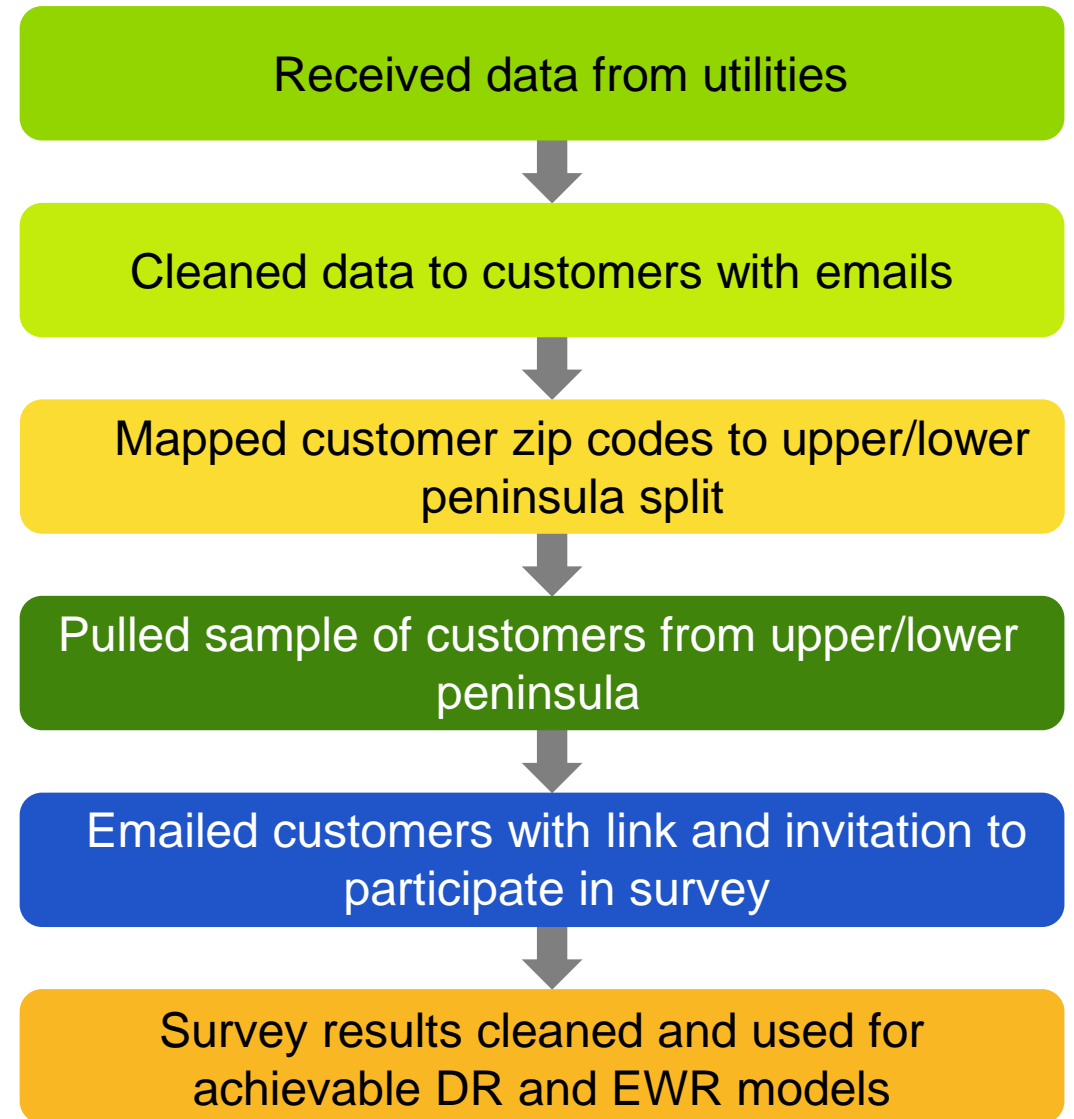 Received data from utilities
Cleaned data to customers with emails
Mapped customer zip codes to upper/lower
peninsula split
Pulled sample of customers from upper/lower
peninsula
Emailed customers with link and invitation to
participate in survey
Survey results cleaned and used for
achievable DR and EWR models